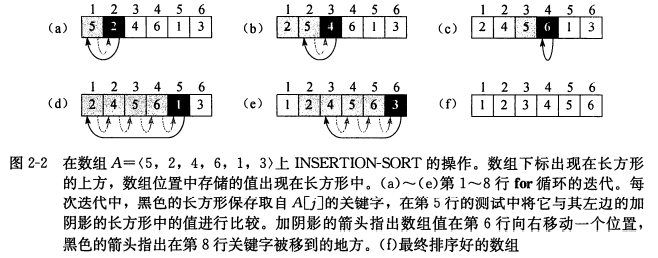 1 2 3 4 5 6 1 2 3 4 5 6 1 2 3 4 5 6
(a) 5 2 4 6 1 3 (b) 2 5 4 6 1 3 (c) 2 4 5 6 1 3
1 2 3 4 5 6 1 2 3 4 5 6 1 2 3 4 5 6
(d) 2 4 5 6 1 3 (e) 1 2 4 5 6 3 (f) 1 2 3 4 5 6
图 2-2 在数组 A=⟨5，2，4，6，1，3⟩上 INSERTION-SORT 的操作。数组下标出现在长方形
的上方，数组位置中存储的值出现在长方形中。(a)～(e)第 1～8 行 for 循环的迭代。每
次迭代中，黑色的长方形保存取自 A[j]的关键字，在第 5 行的测试中将它与其左边的加
阴影的长方形中的值进行比较。加阴影的箭头指出数组值在第 6 行向右移动一个位置，
黑色的箭头指出在第 8 行关键字被移到的地方。(f)最终排序好的数组